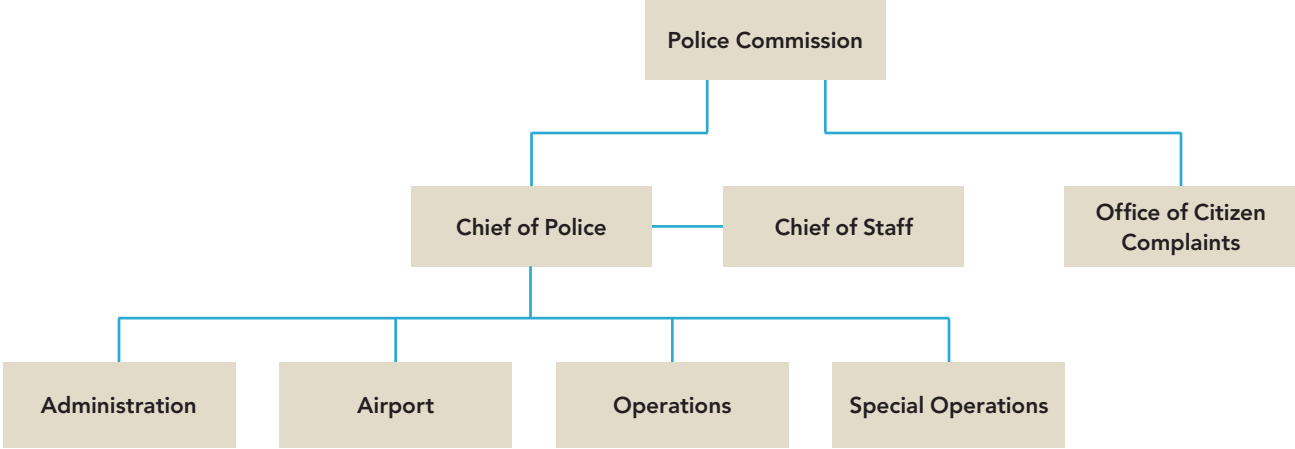 Police Commission
Chief of Police
Chief of Staff
Office of Citizen
Complaints
Administration
Airport
Operations
Special Operations